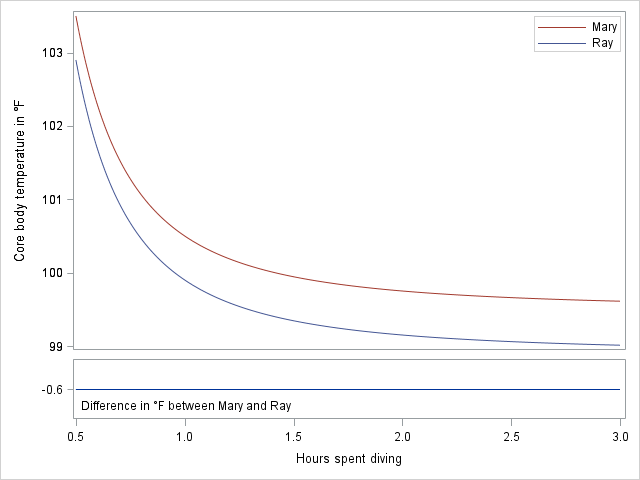 Mary
Ray
103
102
101
100
99
Core body temperature in °F
-0.6
Difference in °F between Mary and Ray
0.5 1.0 1.5 2.0 2.5 3.0
Hours spent diving